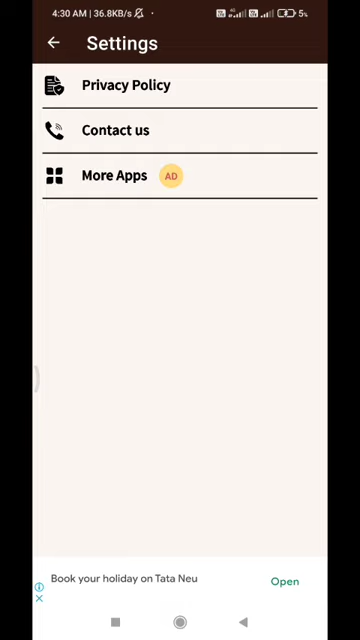 4:30 AM | 36.8KB/s
5%
Settings
Privacy Policy
Contact us
More Apps AD
Book your holiday on Tata Neu
Open